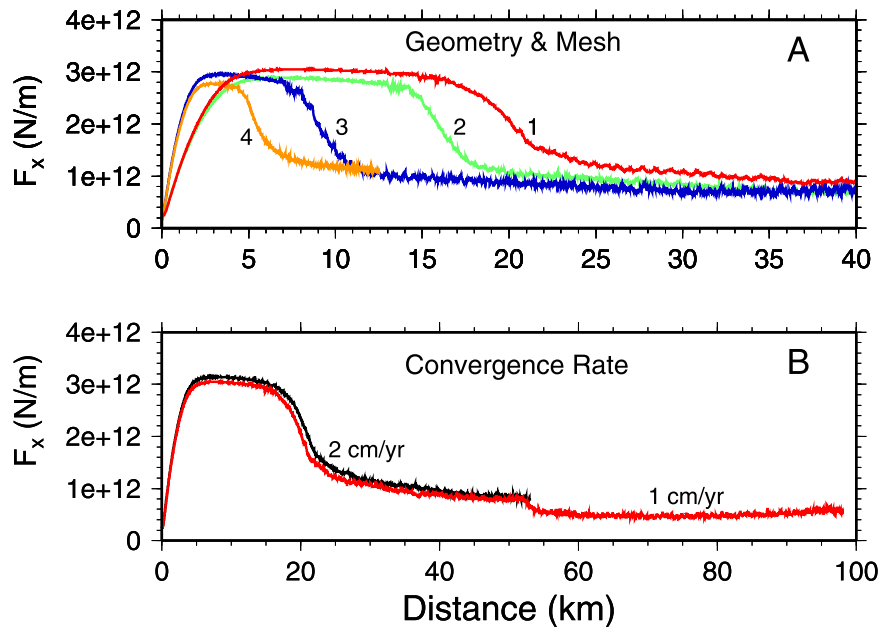 4e+12
Geometry & Mesh
A
3e+12
Fx (N/m)
2e+12
4
3
2
1
1e+12
0
0 5 10 15 20 25 30 35 40
4e+12
Convergence Rate
B
3e+12
Fx (N/m)
2e+12
2 cm/yr
1e+12
1 cm/yr
0
0 20 40 60 80 100
Distance (km)